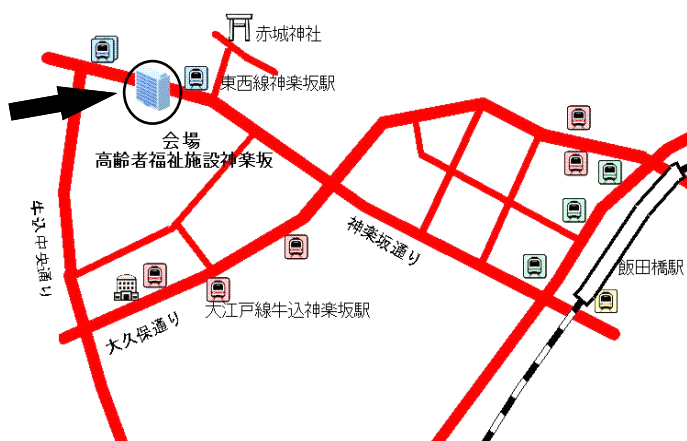 赤城神社
東西線神楽坂駅
会場
高齢者福祉施設神楽坂
牛込中央通り
神楽坂通り
飯田橋駅
大江戸線牛込神楽坂駅
大久保通り